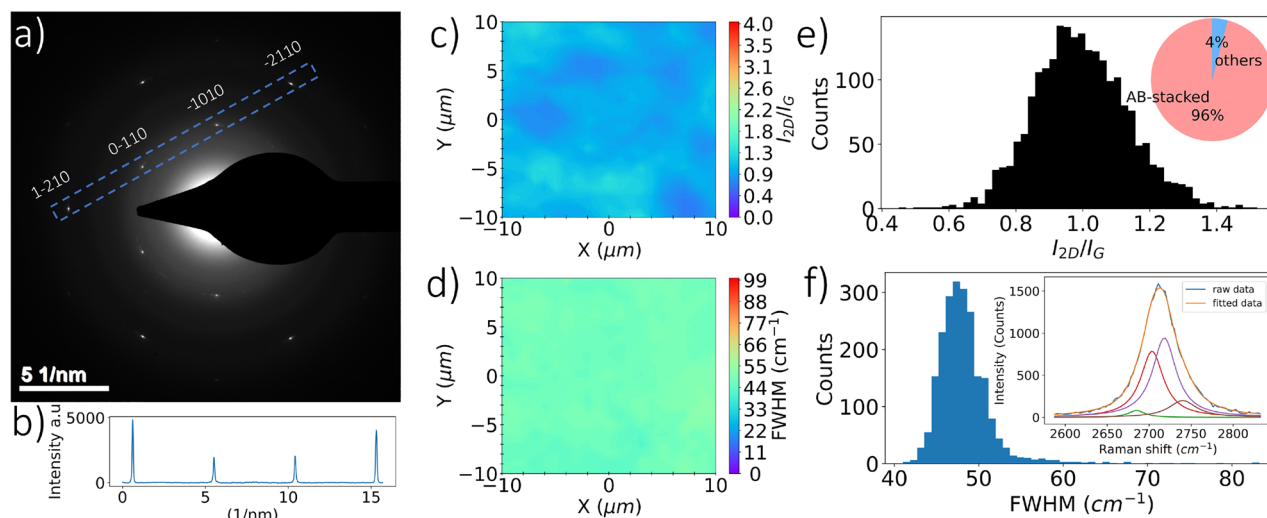 a)
-2110
-1010
0-110
1-210
5 1/nm
b)
Intensity a.u
5000
0
0 5 10 15
(1/nm)
c)
10
5
0
−5
−10
−10 0 10
Y (μm)
X (μm)
4.0
3.6
3.1
2.7
2.2
1.8
1.3
0.9
0.4
0.0
I2D/IG
d)
10
5
0
−5
−10
−10 0 10
Y (μm)
X (μm)
99
88
77
66
55
44
33
22
11
0
FWHM (cm−1)
e)
Counts
100
50
0
0.4 0.6 0.8 1.0 1.2 1.4
I2D/IG
4%
others
AB-stacked
96%
f)
Counts
300
200
100
0
40 50 60 70 80
FWHM (cm−1)
Intensity (Counts)
1500
1000
500
0
2600 2650 2700 2750 2800
Raman shift (cm−1)
raw data
fitted data